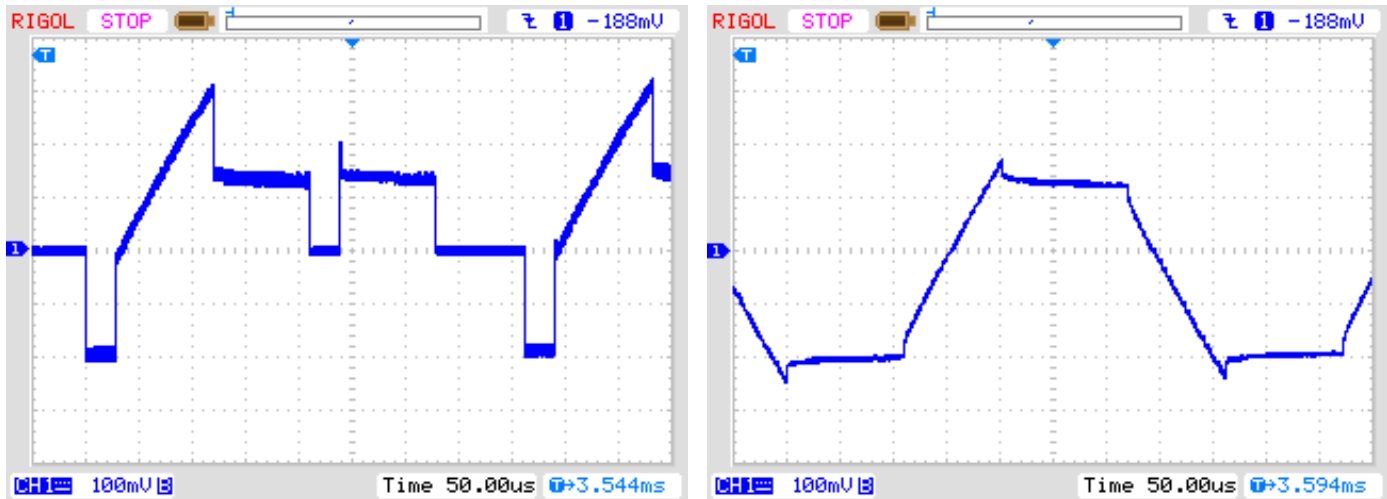 RIGOL STOP 1 -188mV
T
1
CH1 100mV B Time 50.00us T→3.544ms
RIGOL STOP 1 -188mV
T
1
CH1 100mV B Time 50.00us T→3.594ms